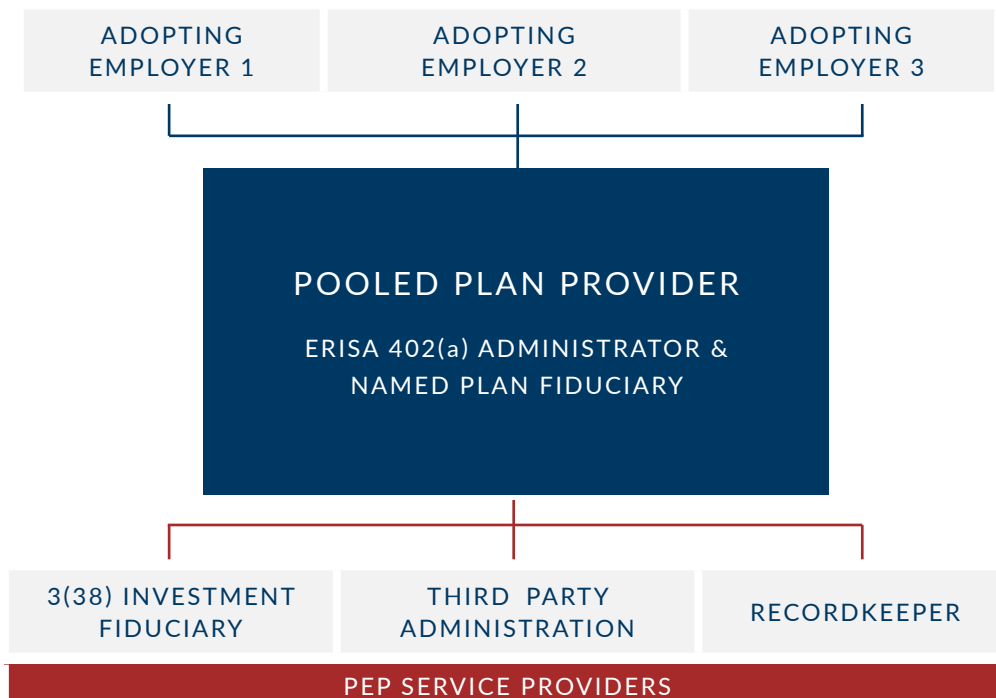 ADOPTING
EMPLOYER 1
ADOPTING
EMPLOYER 2
ADOPTING
EMPLOYER 3
POOLED PLAN PROVIDER
ERISA 402(a) ADMINISTRATOR &
NAMED PLAN FIDUCIARY
3(38) INVESTMENT
FIDUCIARY
THIRD PARTY
ADMINISTRATION
RECORDKEEPER
PEP SERVICE PROVIDERS